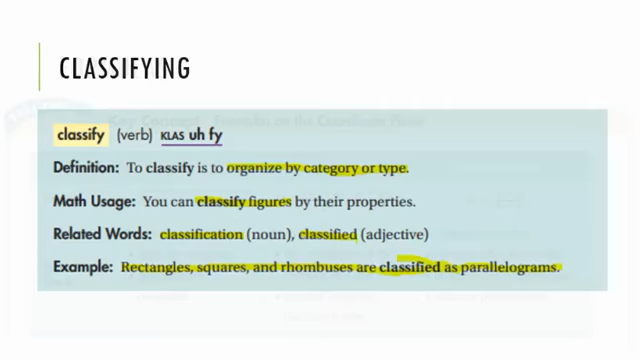 CLASSIFYING
classify (verb) KLAS uh fy
Definition: To classify is to organize by category or type.
Math Usage: You can classify figures by their properties.
Related Words: classification (noun), classified (adjective)
Example: Rectangles, squares, and rhombuses are classified as parallelograms.